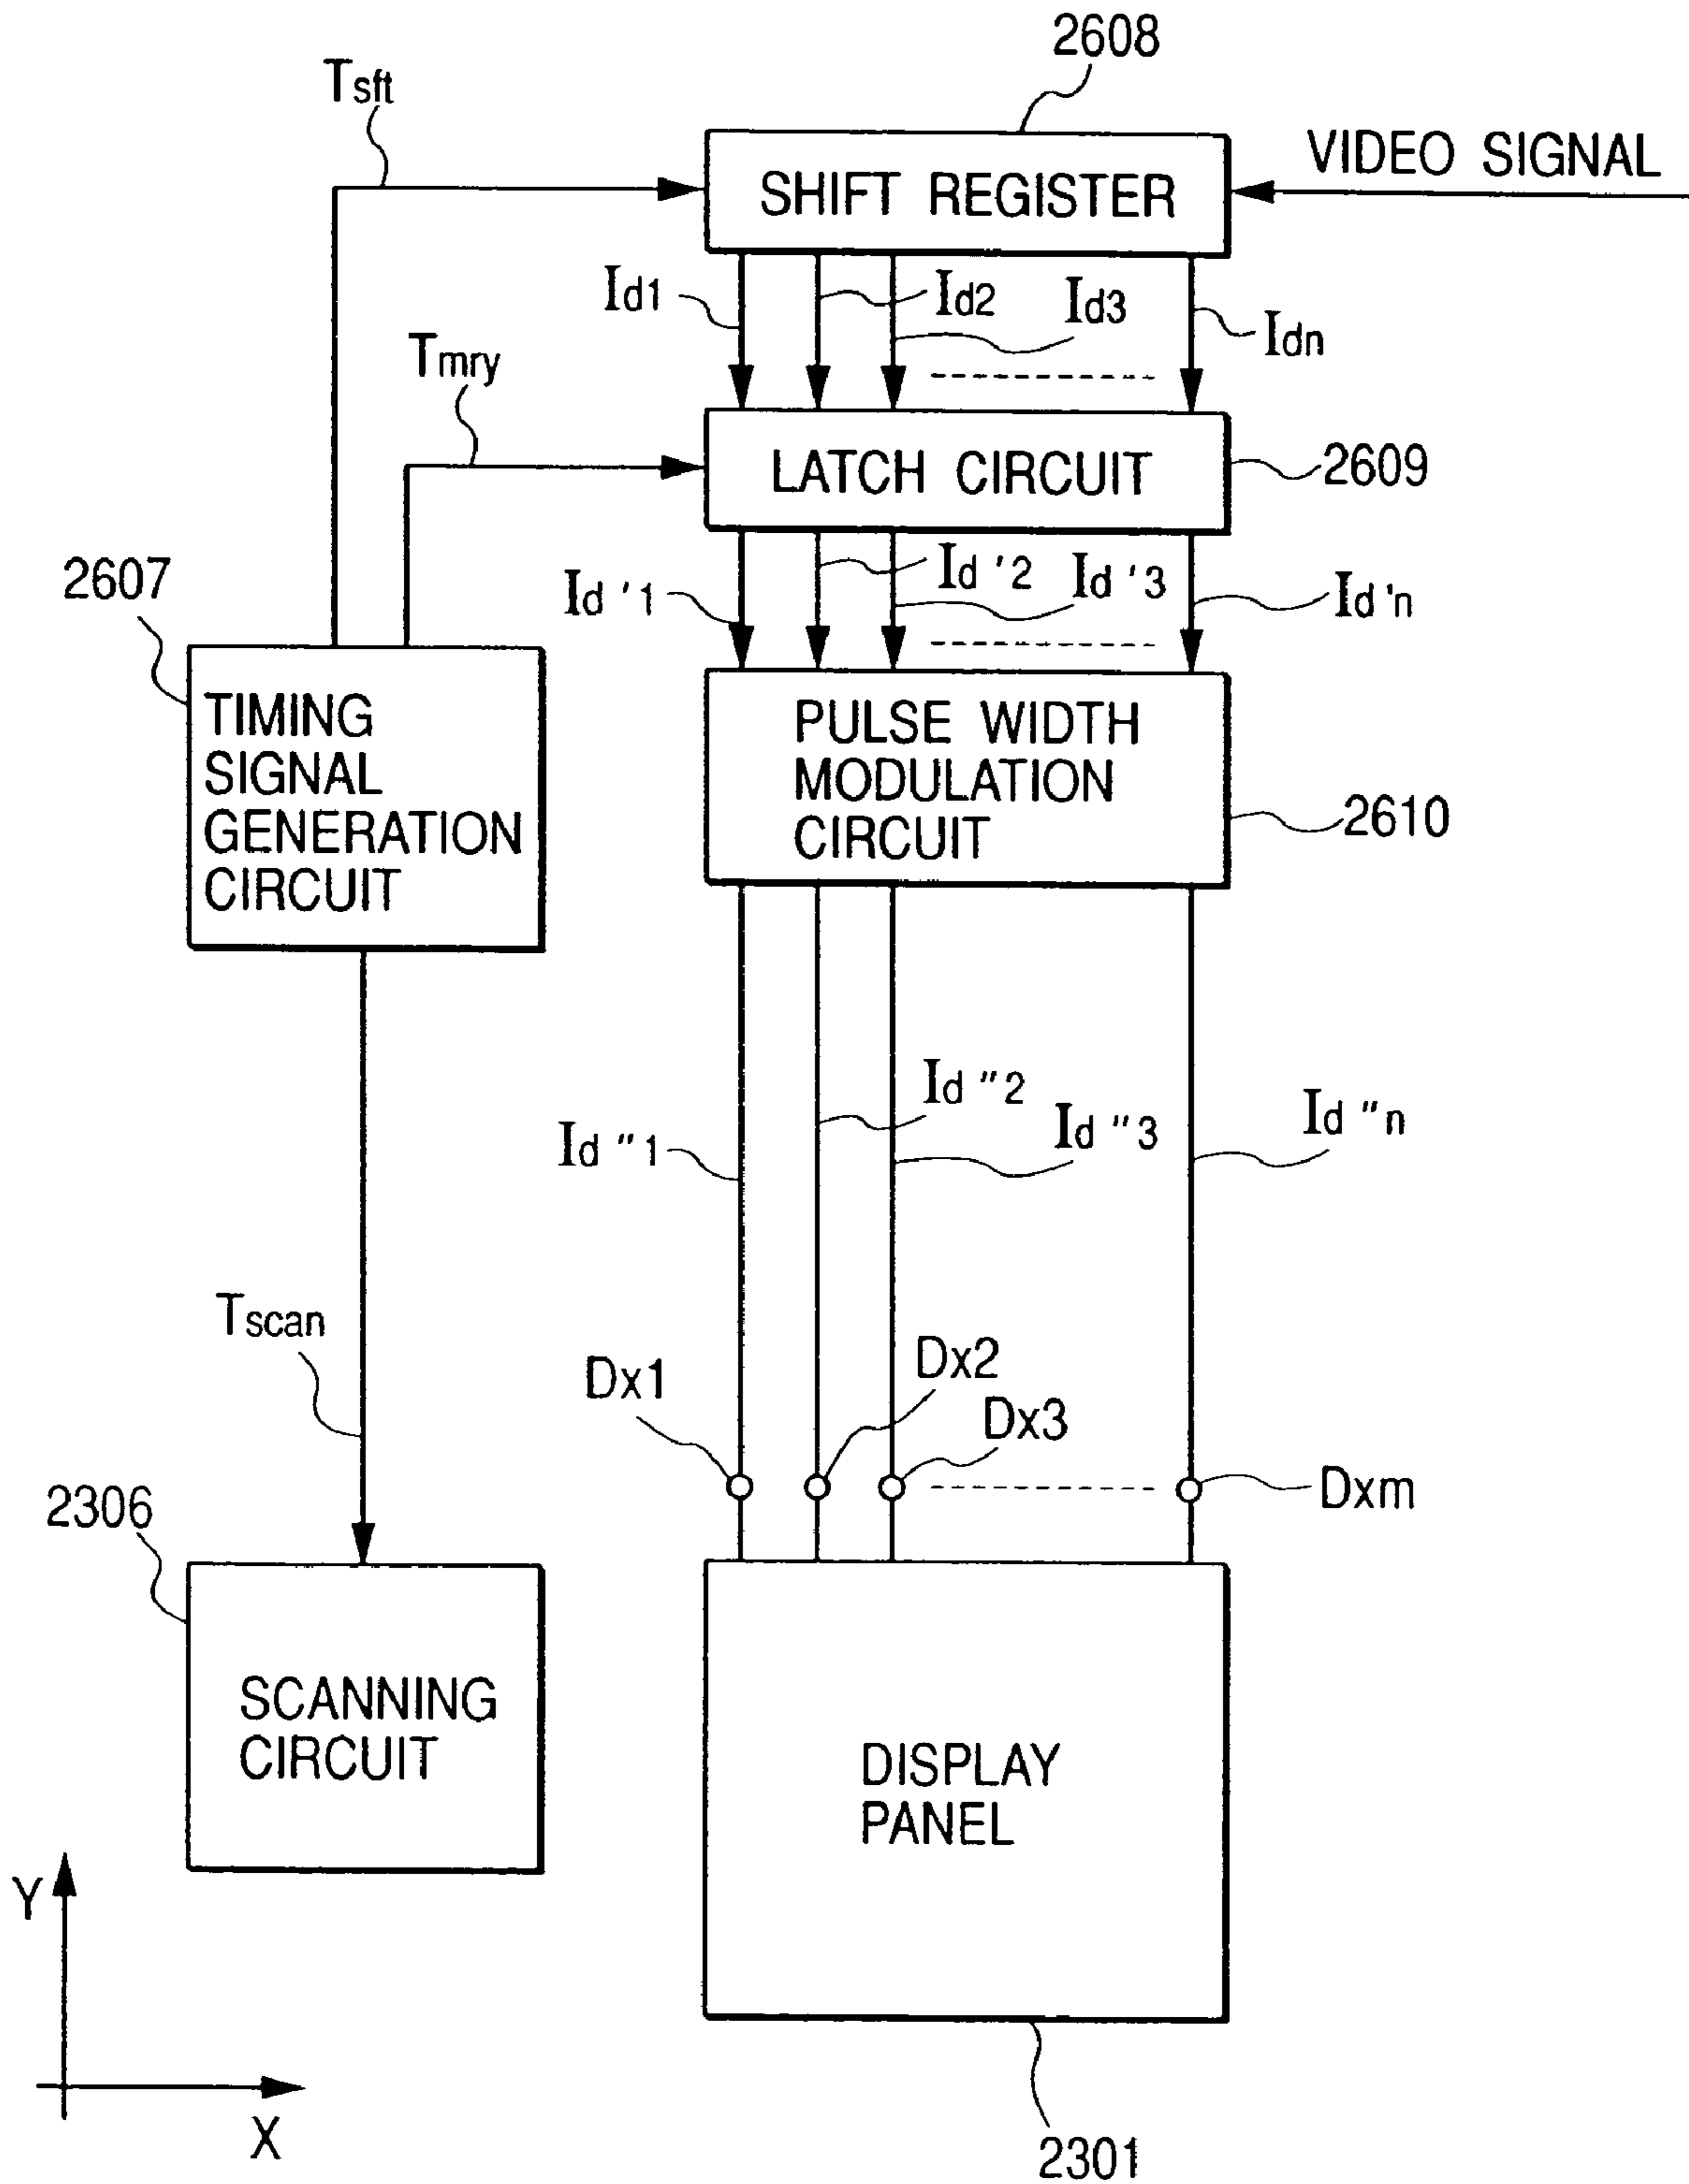 2608
Tsft
VIDEO SIGNAL
SHIFT REGISTER
Id1
Id2
Id3
Idn
Tmry
LATCH CIRCUIT
2609
2607
Id'1
Id'2
Id'3
Id'n
TIMING
SIGNAL
GENERATION
CIRCUIT
PULSE WIDTH
MODULATION
CIRCUIT
2610
Id"1
Id"2
Id"3
Id"n
Tscan
Dx1
Dx2
Dx3
Dxm
2306
SCANNING
CIRCUIT
DISPLAY
PANEL
Y
X
2301